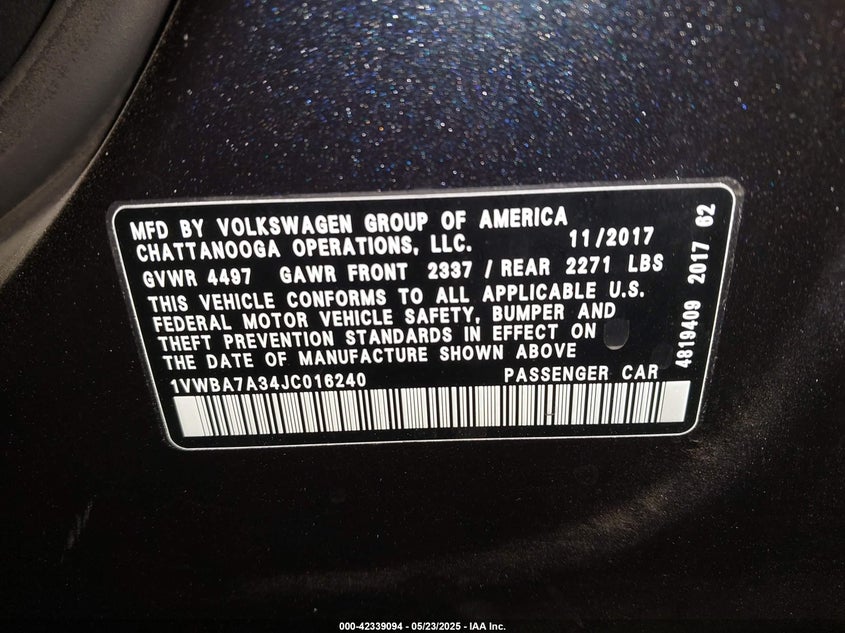 MFD BY VOLKSWAGEN GROUP OF AMERICA
CHATTANOOGA OPERATIONS, LLC. 11/2017
GVWR 4497 GAWR FRONT 2337 / REAR 2271 LBS
THIS VEHICLE CONFORMS TO ALL APPLICABLE U.S.
FEDERAL MOTOR VEHICLE SAFETY, BUMPER AND
THEFT PREVENTION STANDARDS IN EFFECT ON
THE DATE OF MANUFACTURE SHOWN ABOVE
1VWBA7A34JC016240 PASSENGER CAR
4819409 2017 62
000-42339094 - 05/23/2025 - IAA Inc.